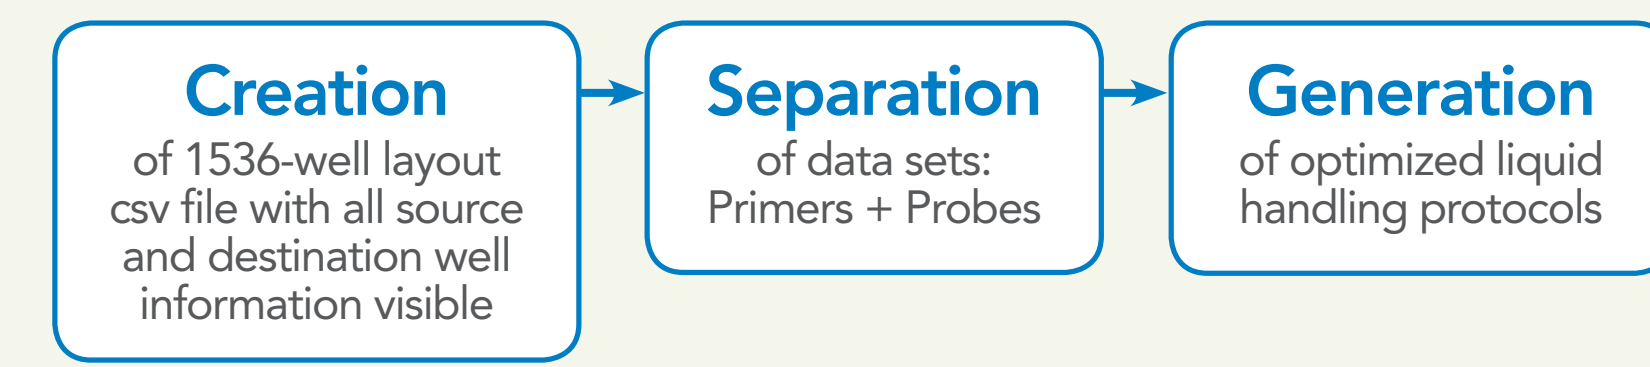 Creation
of 1536-well layout
csv file with all source
and destination well
information visible
Separation
of data sets:
Primers + Probes
Generation
of optimized liquid
handling protocols